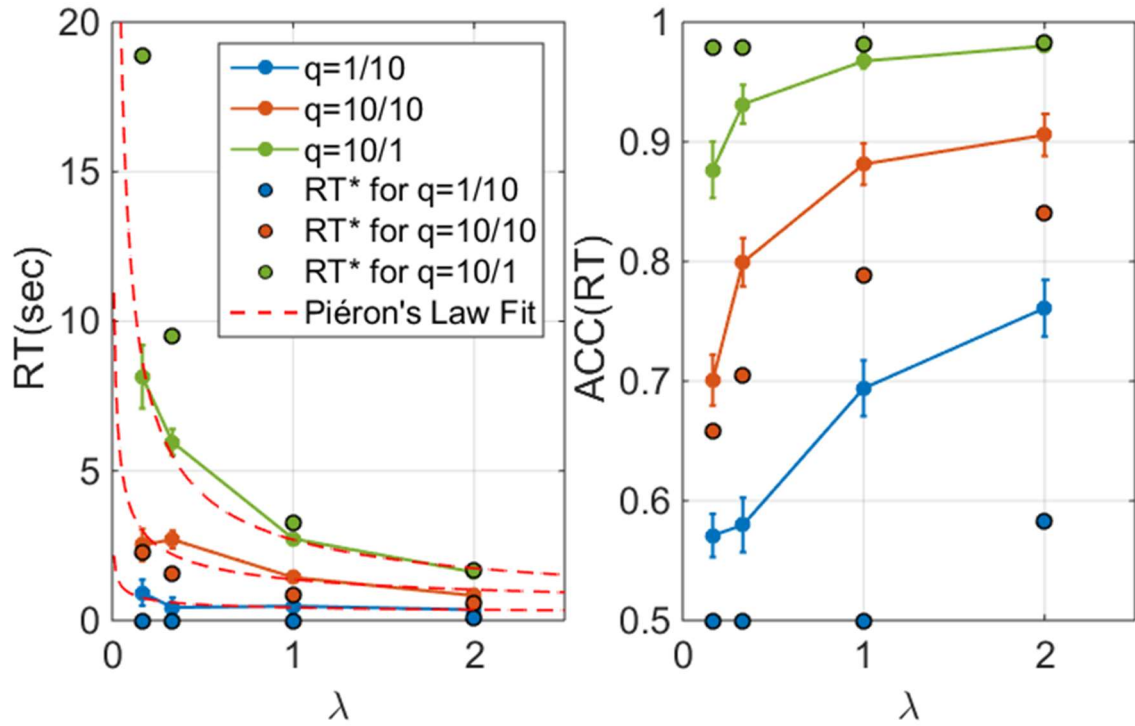 20
15
10
5
0
RT(sec)
0
1
2
λ
q=1/10
q=10/10
q=10/1
RT* for q=1/10
RT* for q=10/10
RT* for q=10/1
Piéron's Law Fit
1
0.9
0.8
0.7
0.6
0.5
ACC(RT)
0
1
2
λ